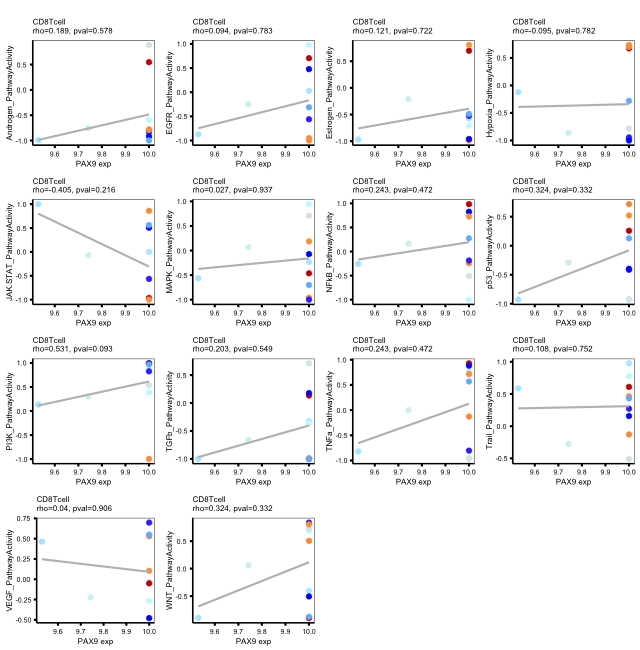 CD8Tcell
rho=0.189, pval=0.578
Androgen_PathwayActivity
1.0
0.5
0.0
-0.5
-1.0
9.6 9.7 9.8 9.9 10.0
PAX9 exp
CD8Tcell
rho=0.094, pval=0.783
EGFR_PathwayActivity
1.0
0.5
0.0
-0.5
-1.0
9.6 9.7 9.8 9.9 10.0
PAX9 exp
CD8Tcell
rho=0.121, pval=0.722
Estrogen_PathwayActivity
0.5
0.0
-0.5
-1.0
9.6 9.7 9.8 9.9 10.0
PAX9 exp
CD8Tcell
rho=-0.095, pval=0.782
Hypoxia_PathwayActivity
0.5
0.0
-0.5
-1.0
9.6 9.7 9.8 9.9 10.0
PAX9 exp
CD8Tcell
rho=-0.405, pval=0.216
JAK.STAT_PathwayActivity
1.0
0.5
0.0
-0.5
-1.0
9.6 9.7 9.8 9.9 10.0
PAX9 exp
CD8Tcell
rho=0.027, pval=0.937
MAPK_PathwayActivity
1.0
0.5
0.0
-0.5
-1.0
9.6 9.7 9.8 9.9 10.0
PAX9 exp
CD8Tcell
rho=0.243, pval=0.472
NFkB_PathwayActivity
1.0
0.5
0.0
-0.5
-1.0
9.6 9.7 9.8 9.9 10.0
PAX9 exp
CD8Tcell
rho=0.324, pval=0.332
p53_PathwayActivity
0.5
0.0
-0.5
-1.0
9.6 9.7 9.8 9.9 10.0
PAX9 exp
CD8Tcell
rho=0.531, pval=0.093
PI3K_PathwayActivity
1.0
0.5
0.0
-0.5
-1.0
9.6 9.7 9.8 9.9 10.0
PAX9 exp
CD8Tcell
rho=0.203, pval=0.549
TGFb_PathwayActivity
0.5
0.0
-0.5
-1.0
9.6 9.7 9.8 9.9 10.0
PAX9 exp
CD8Tcell
rho=0.243, pval=0.472
TNFa_PathwayActivity
1.0
0.5
0.0
-0.5
-1.0
9.6 9.7 9.8 9.9 10.0
PAX9 exp
CD8Tcell
rho=0.108, pval=0.752
Trail_PathwayActivity
1.0
0.5
0.0
-0.5
9.6 9.7 9.8 9.9 10.0
PAX9 exp
CD8Tcell
rho=0.04, pval=0.906
VEGF_PathwayActivity
0.75
0.50
0.25
0.00
-0.25
-0.50
9.6 9.7 9.8 9.9 10.0
PAX9 exp
CD8Tcell
rho=0.324, pval=0.332
WNT_PathwayActivity
0.5
0.0
-0.5
9.6 9.7 9.8 9.9 10.0
PAX9 exp